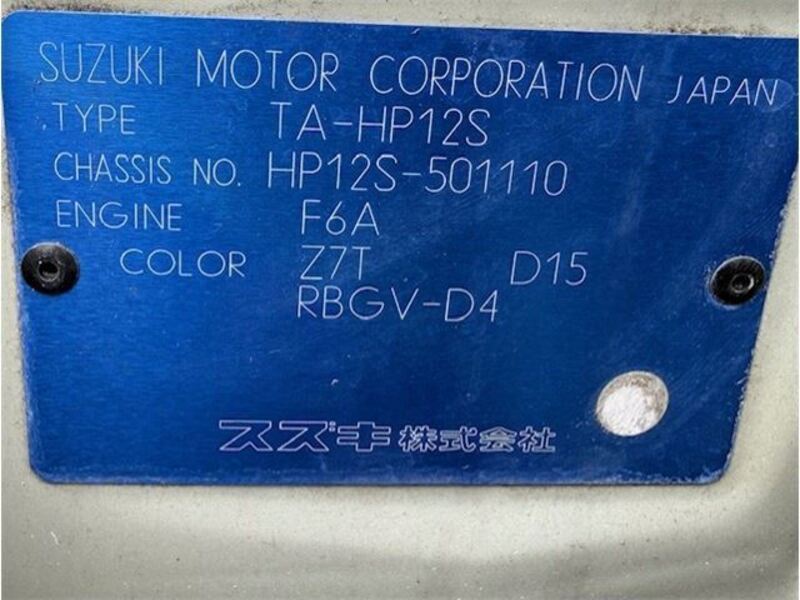 SUZUKI MOTOR CORPORATION JAPAN
TYPE TA-HP12S
CHASSIS NO. HP12S-501110
ENGINE F6A
COLOR Z7T D15
RBGV-D4
スズキ株式会社